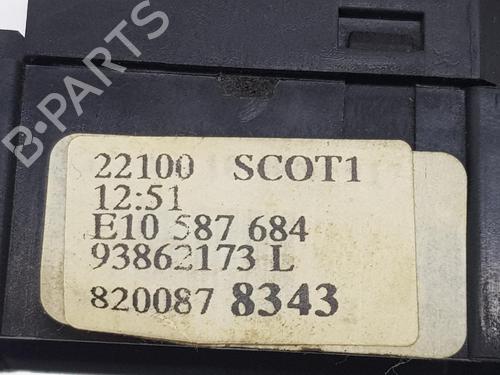 B-PARTS
22100 SCOT1
12:51
E10 587 684
93862173 L
820087 8343